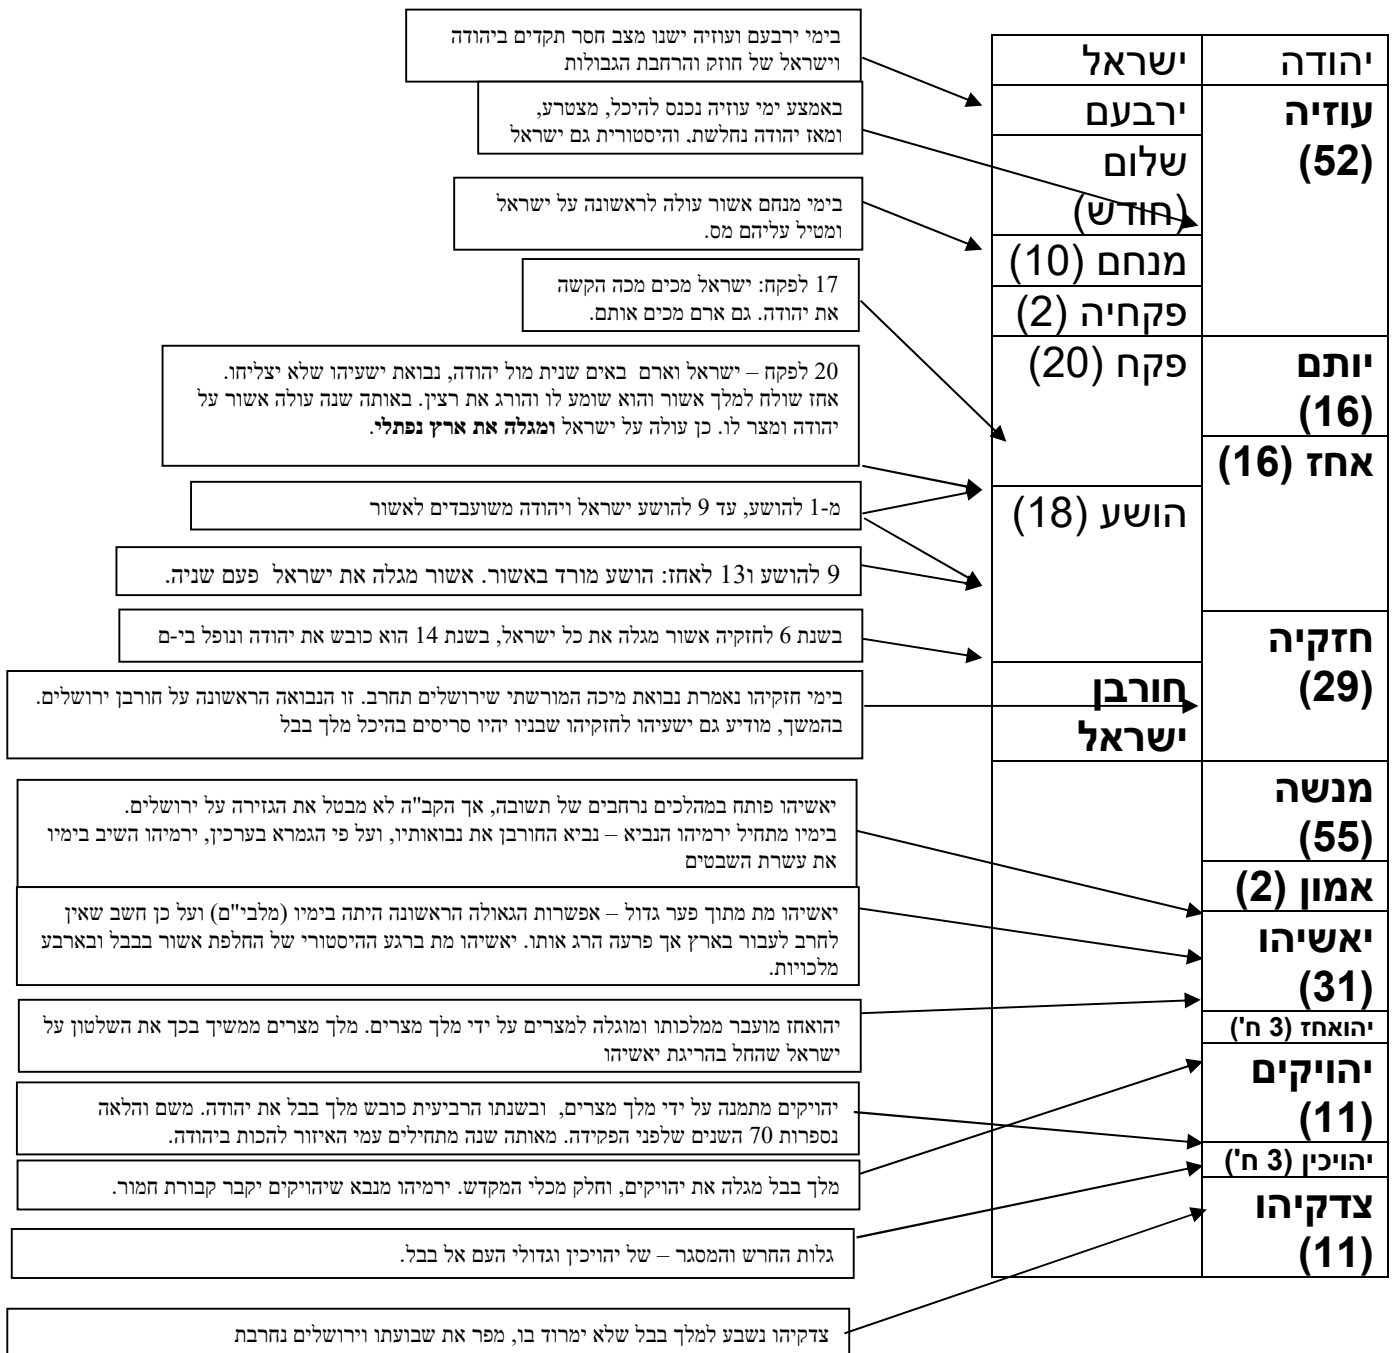 יהודה
ישראל
עוזיה
(52)
ירבעם
שלום
(חודש)
מנחם (10)
פקחיה (2)
יותם
(16)
פקח (20)
אחז (16)
הושע (18)
חזקיה
(29)
חורבן
ישראל
מנשה
(55)
אמון (2)
יאשיהו
(31)
יהואחז (3 ח')
יהויקים
(11)
יהויכין (3 ח')
צדקיהו
(11)
בימי ירבעם ועוזיה ישנו מצב חסר תקדים ביהודה
וישראל של חוזק והרחבת הגבולות
באמצע ימי עוזיה נכנס להיכל, מצטרע,
ומאז יהודה נחלשת. והיסטורית גם ישראל
בימי מנחם אשור עולה לראשונה על ישראל
ומטיל עליהם מס.
17 לפקח: ישראל מכים מכה הקשה
את יהודה. גם ארם מכים אותם.
20 לפקח – ישראל וארם באים שנית מול יהודה, נבואת ישעיהו שלא יצליחו.
אחז שולח למלך אשור והוא שומע לו והורג את רצין. באותה שנה עולה אשור על
יהודה ומצר לו. כן עולה על ישראל ומגלה את ארץ נפתלי.
מ-1 להושע, עד 9 להושע ישראל ויהודה משועבדים לאשור
9 להושע ו13 לאחז: הושע מורד באשור. אשור מגלה את ישראל פעם שניה.
בשנת 6 לחזקיה אשור מגלה את כל ישראל, בשנת 14 הוא כובש את יהודה ונופל בי-ם
בימי חזקיהו נאמרת נבואת מיכה המורשתי שירושלים תחרב. זו הנבואה הראשונה על חורבן ירושלים.
בהמשך, מודיע גם ישעיהו לחזקיהו שבניו יהיו סריסים בהיכל מלך בבל
יאשיהו פותח במהלכים נרחבים של תשובה, אך הקב"ה לא מבטל את הגזירה על ירושלים.
בימיו מתחיל ירמיהו הנביא – נביא החורבן את נבואותיו, ועל פי הגמרא בערכין, ירמיהו השיב בימיו
את עשרת השבטים
יאשיהו מת מתוך פער גדול – אפשרות הגאולה הראשונה היתה בימיו (מלבי"ם) ועל כן חשב שאין
לחרב לעבור בארץ אך פרעה הרג אותו. יאשיהו מת ברגע ההיסטורי של החלפת אשור בבבל ובארבע
מלכויות.
יהואחז מועבר ממלכותו ומוגלה למצרים על ידי מלך מצרים. מלך מצרים ממשיך בכך את השלטון על
ישראל שהחל בהריגת יאשיהו
יהויקים מתמנה על ידי מלך מצרים, ובשנתו הרביעית כובש מלך בבל את יהודה. משם והלאה
נספרות 70 השנים שלפני הפקידה. מאותה שנה מתחילים עמי האיזור להכות ביהודה.
מלך בבל מגלה את יהויקים, וחלק מכלי המקדש. ירמיהו מנבא שיהויקים יקבר קבורת חמור.
גלות החרש והמסגר – של יהויכין וגדולי העם אל בבל.
צדקיהו נשבע למלך בבל שלא ימרוד בו, מפר את שבועתו וירושלים נחרבת